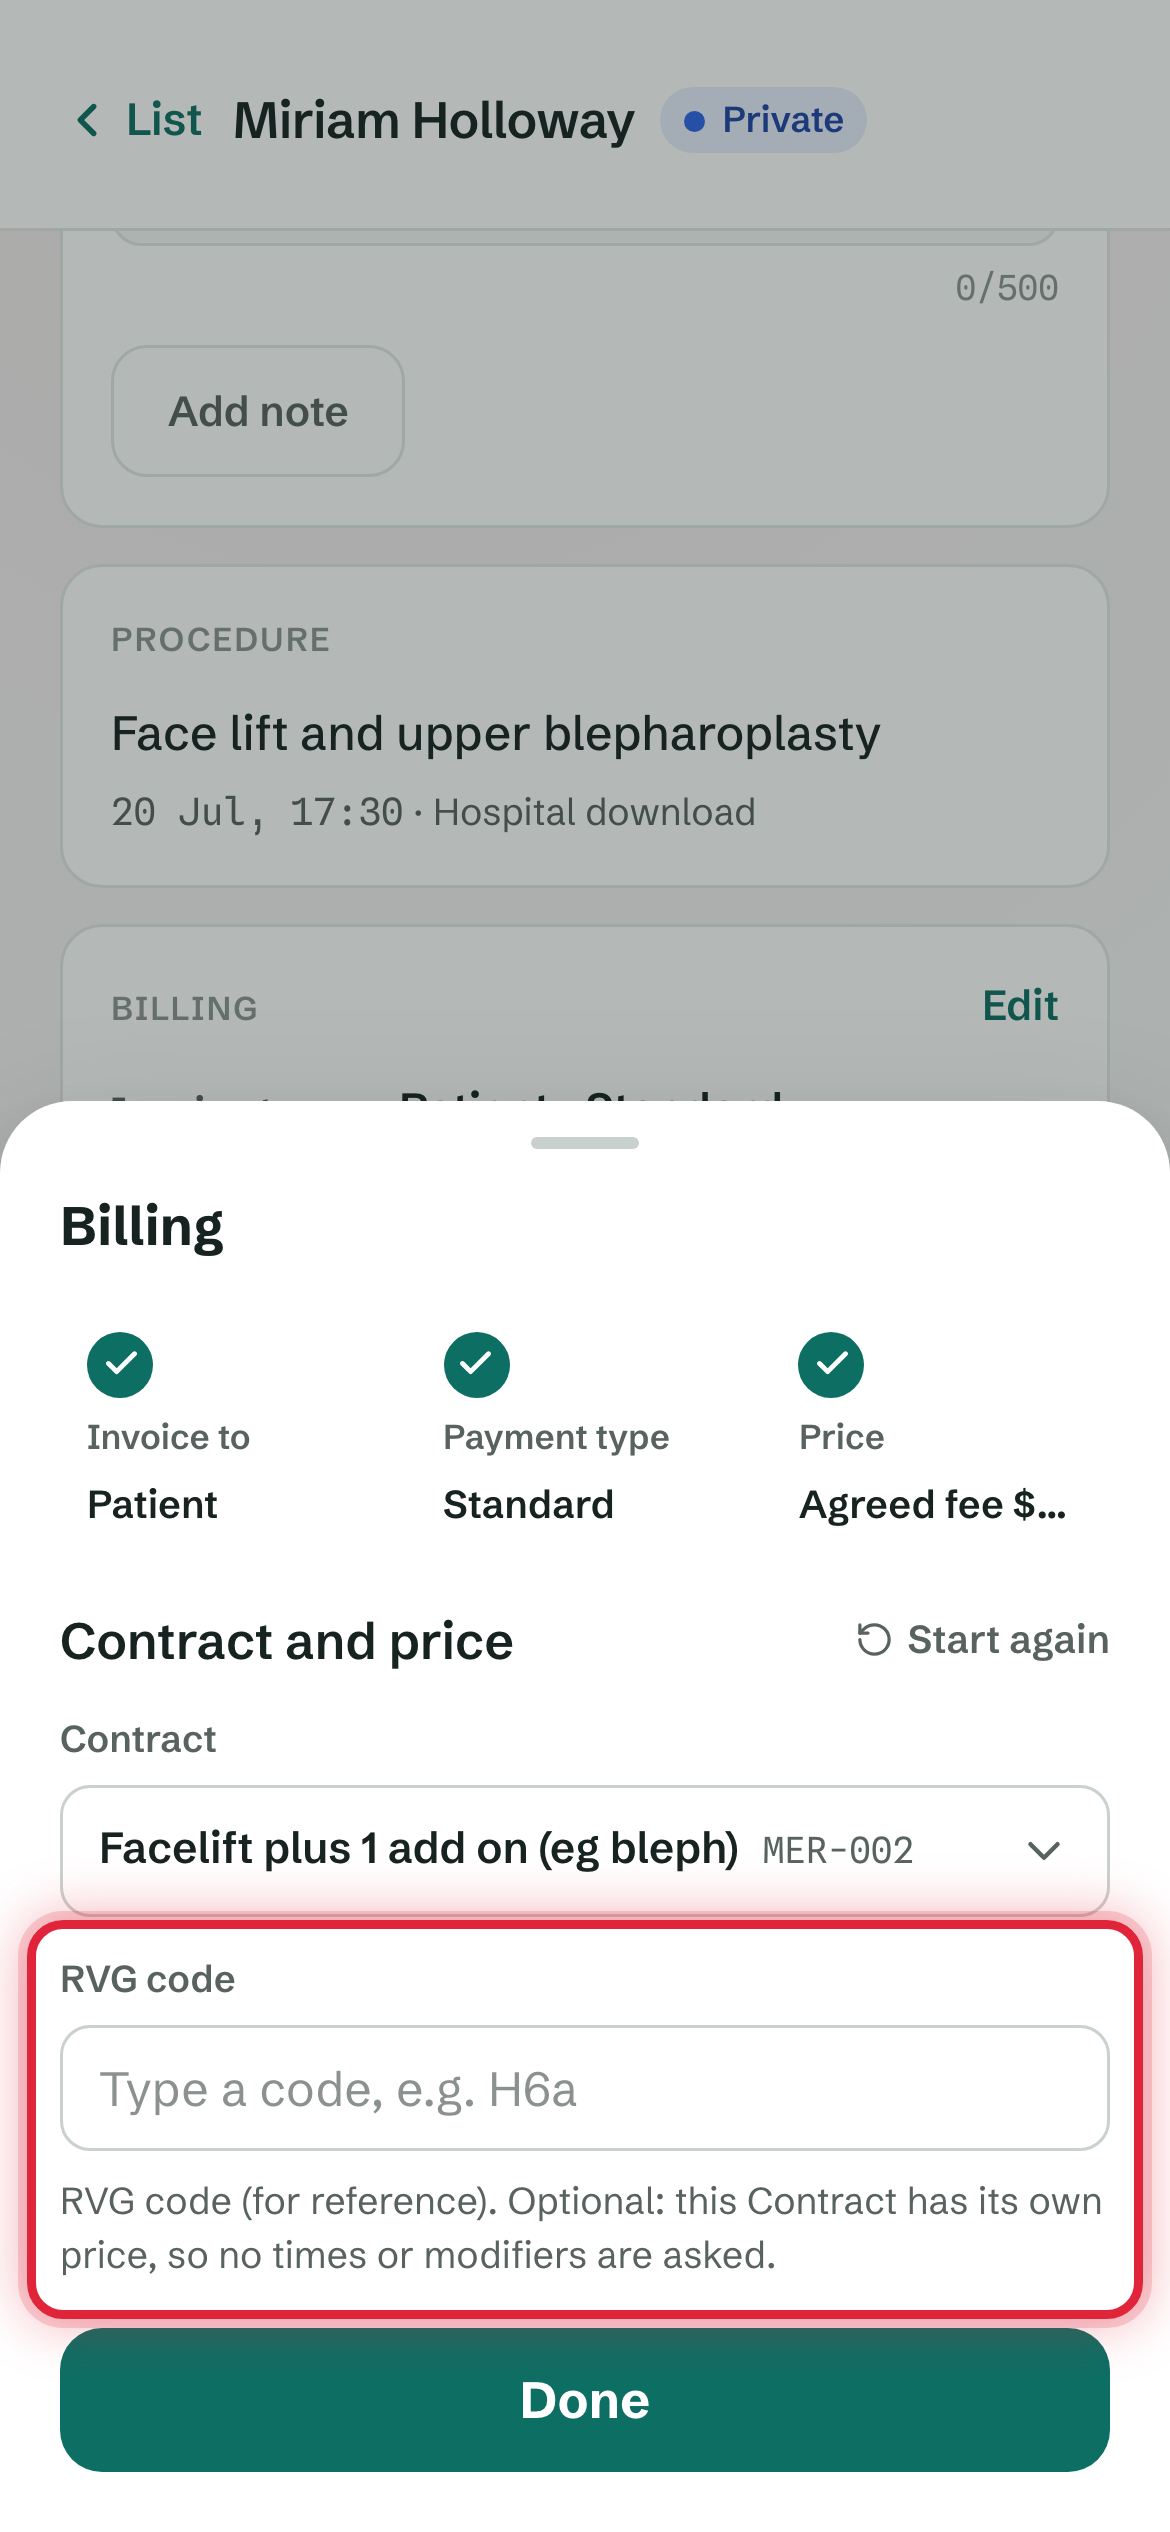 List Miriam Holloway Private
0/500
Add note
PROCEDURE
Face lift and upper blepharoplasty
20 Jul, 17:30 · Hospital download
BILLING Edit
Patient · Standard
Billing
Invoice to Payment type Price
Patient Standard Agreed fee $...
Contract and price Start again
Contract
Facelift plus 1 add on (eg bleph) MER-002
RVG code
Type a code, e.g. H6a
RVG code (for reference). Optional: this Contract has its own
price, so no times or modifiers are asked.
Done